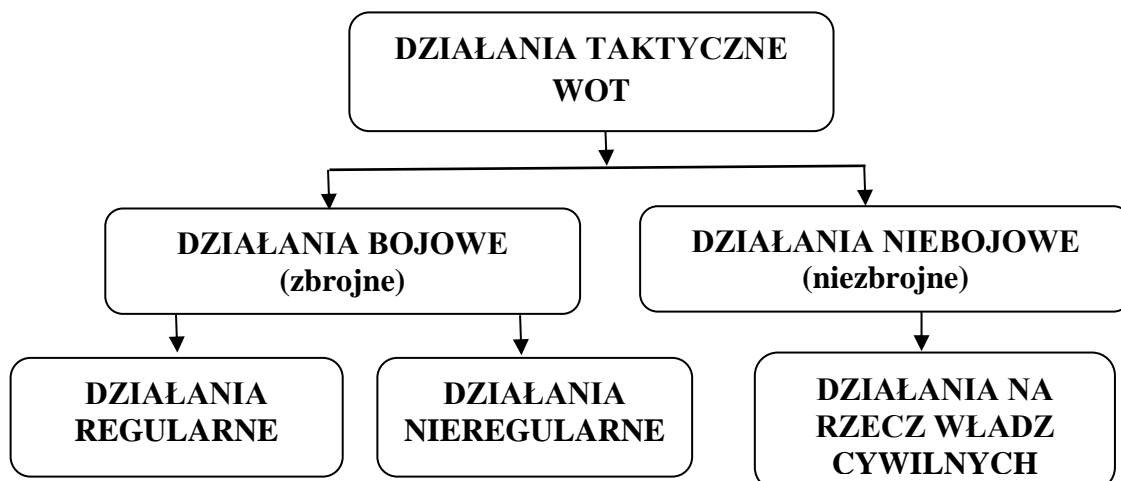 DZIAŁANIA TAKTYCZNE
WOT
DZIAŁANIA BOJOWE
(zbrojne)
DZIAŁANIA NIEBOJOWE
(niezbrojne)
DZIAŁANIA
REGULARNE
DZIAŁANIA
NIEREGULARNE
DZIAŁANIA NA
RZECZ WŁADZ
CYWILNYCH